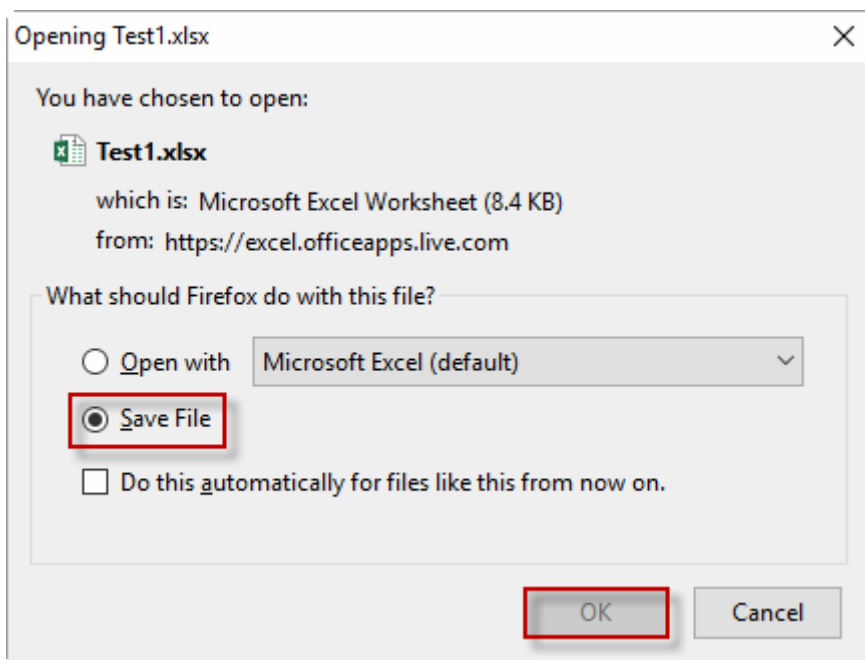 Opening Test1.xlsx
You have chosen to open:
Test1.xlsx
which is: Microsoft Excel Worksheet (8.4 KB)
from: https://excel.officeapps.live.com
What should Firefox do with this file?
Open with Microsoft Excel (default)
Save File
Do this automatically for files like this from now on.
OK Cancel